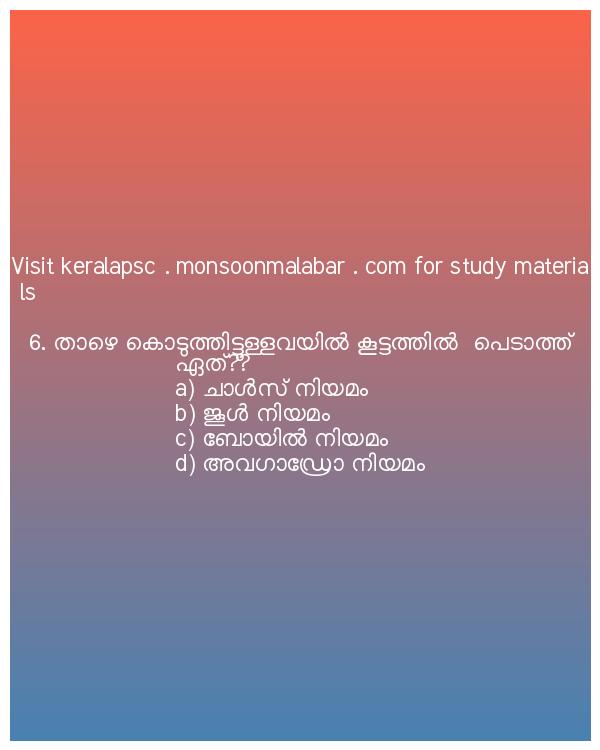 Visit keralapsc . monsoonmalabar . com for study materia
ls
6. താഴെ കൊടുത്തിട്ടുള്ളവയിൽ കൂട്ടത്തിൽ പെടാത്ത്
ഏത്??
a) ചാൾസ് നിയമം
b) ജൂൾ നിയമം
c) ബോയിൽ നിയമം
d) അവഗാഡ്രോ നിയമം